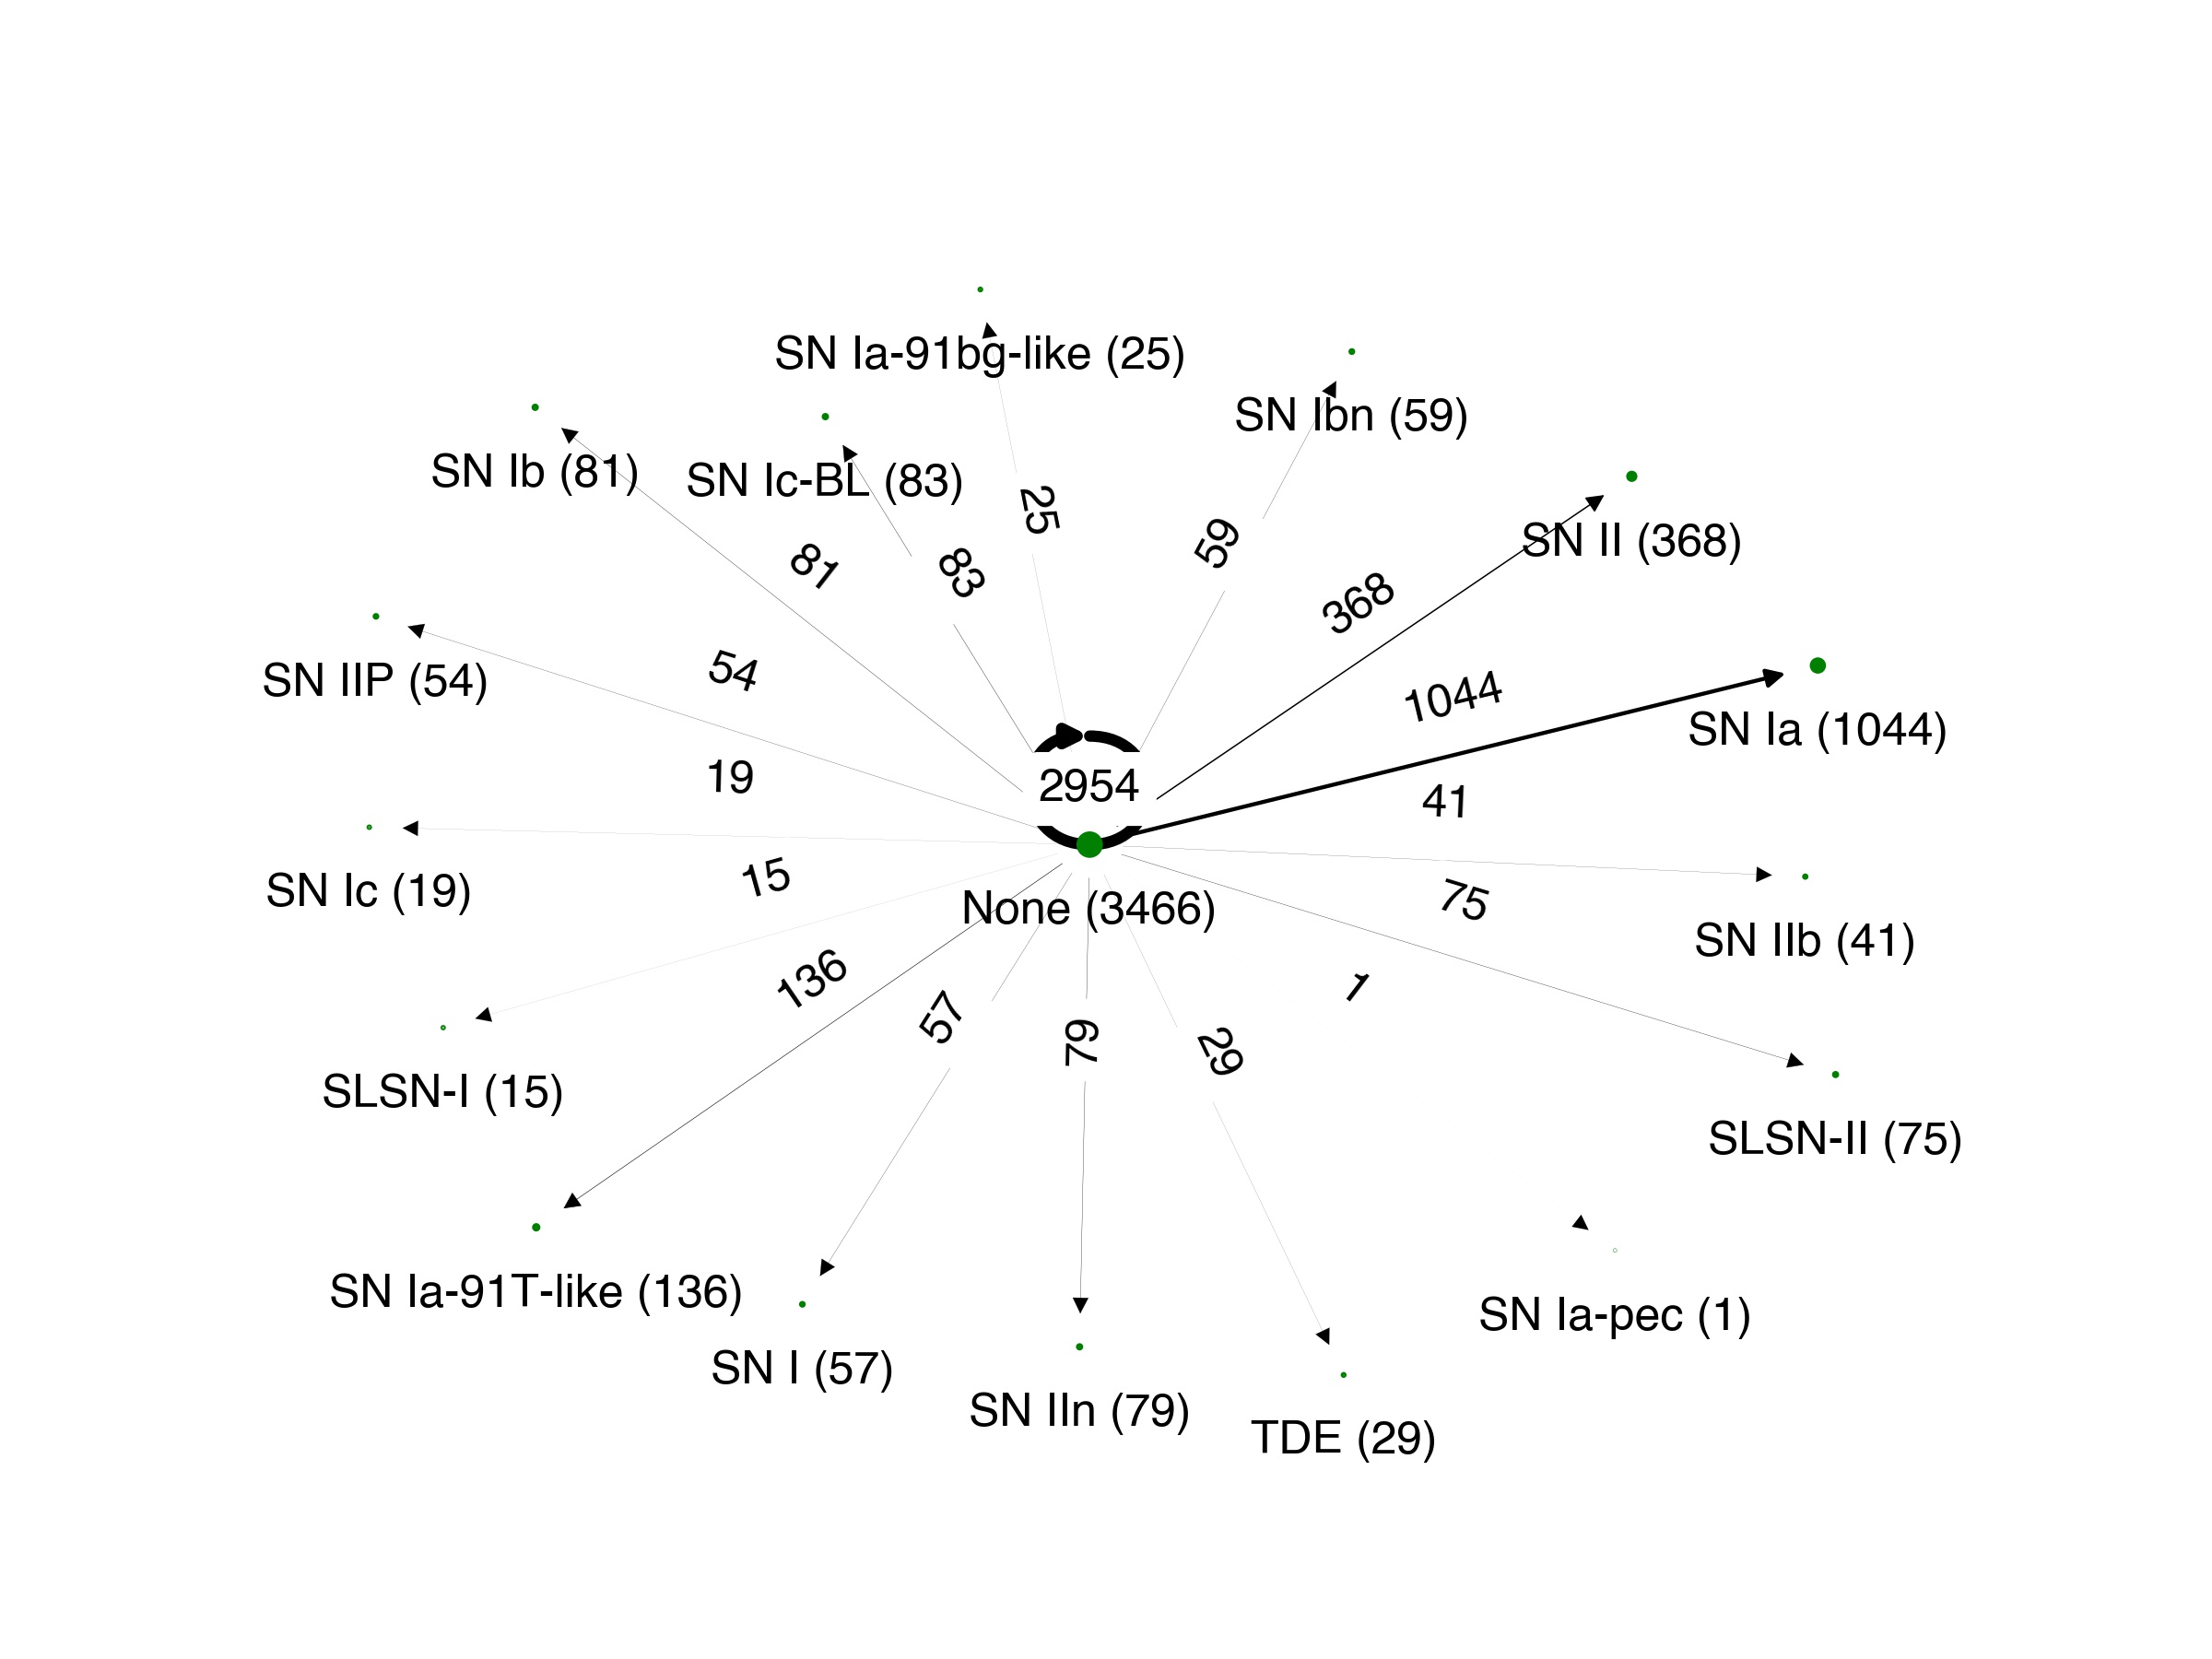 SN Ia-91bg-like (25)
SN Ibn (59)
SN Ib (81)
SN Ic-BL (83)
25
59
SN II (368)
81
83
368
SN IIP (54)
54
1044
SN Ia (1044)
19
2954
41
SN Ic (19)
15
None (3466)
75
SN IIb (41)
136
57
79
29
1
SLSN-I (15)
SLSN-II (75)
SN Ia-91T-like (136)
SN Ia-pec (1)
SN I (57)
SN IIn (79)
TDE (29)